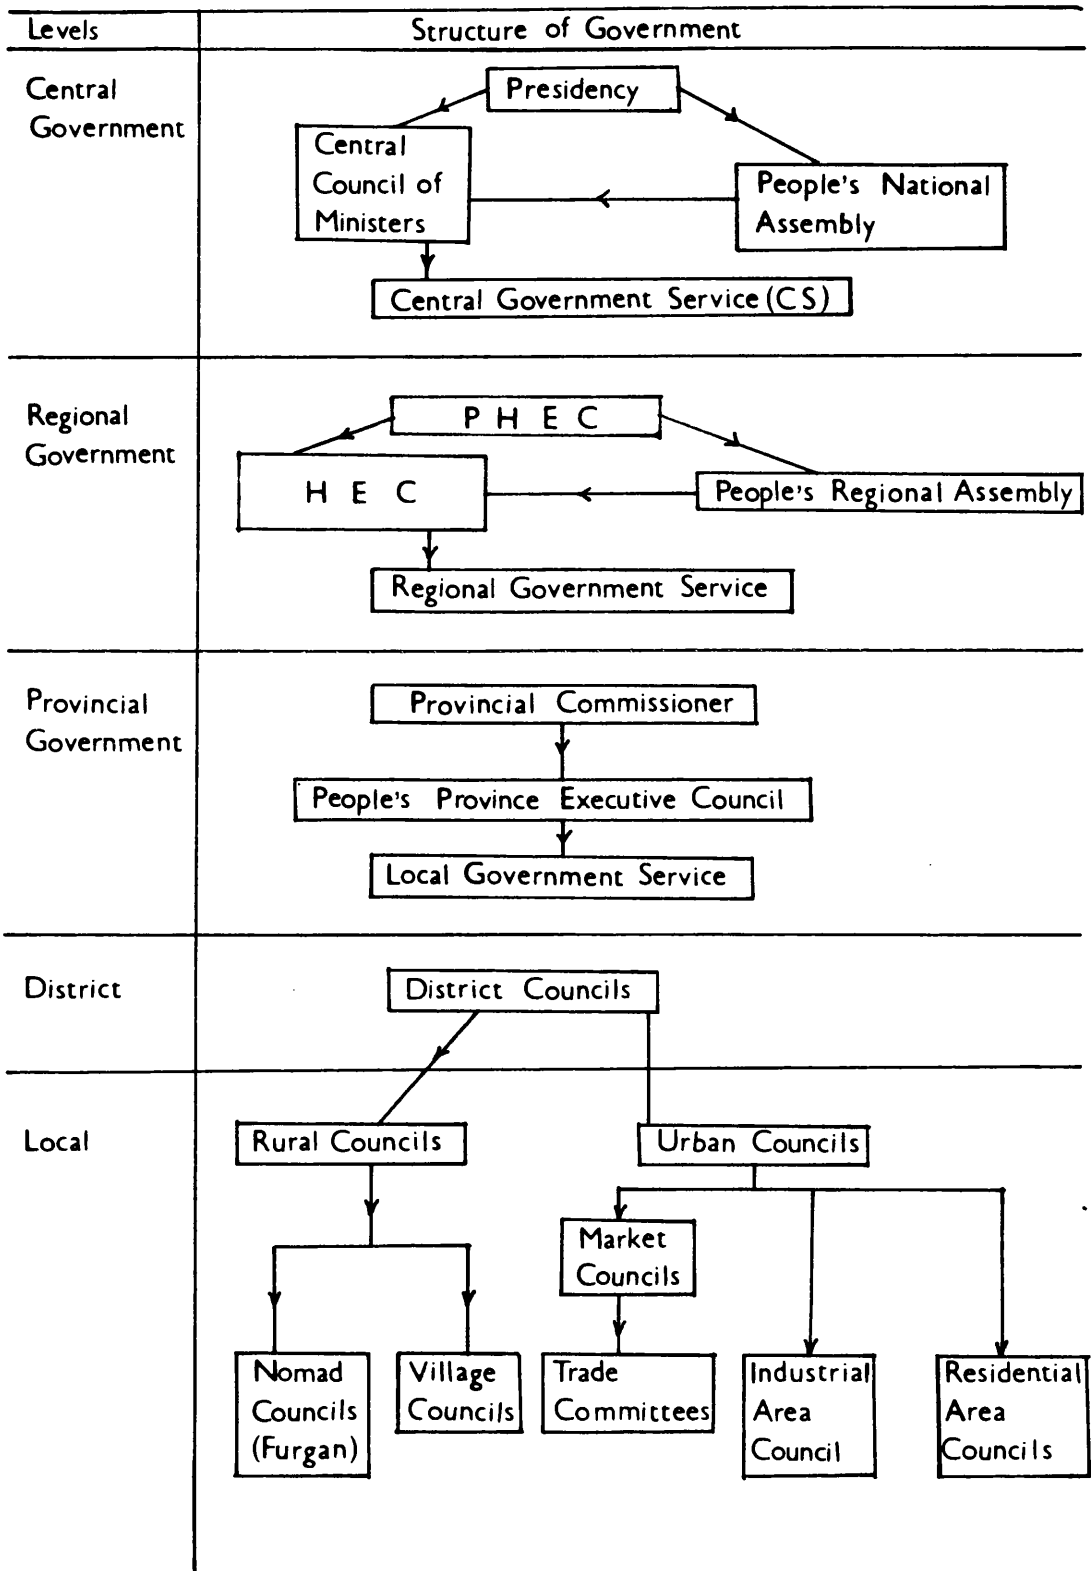 Levels
Structure of Government
Central
Government
Presidency
Central
Council of
Ministers
People's National
Assembly
Central Government Service (CS)
Regional
Government
P H E C
H E C
People's Regional Assembly
Regional Government Service
Provincial
Government
Provincial Commissioner
People's Province Executive Council
Local Government Service
District
District Councils
Local
Rural Councils
Urban Councils
Market
Councils
Nomad
Councils
(Furgan)
Village
Councils
Trade
Committees
Industrial
Area
Council
Residential
Area
Councils